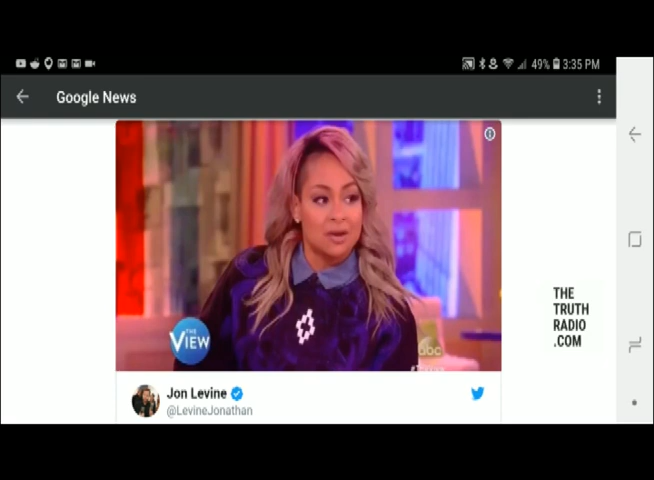 49% 3:35 PM
Google News
THE VIEW
abc
THE
TRUTH
RADIO
.COM
Jon Levine
@LevineJonathan